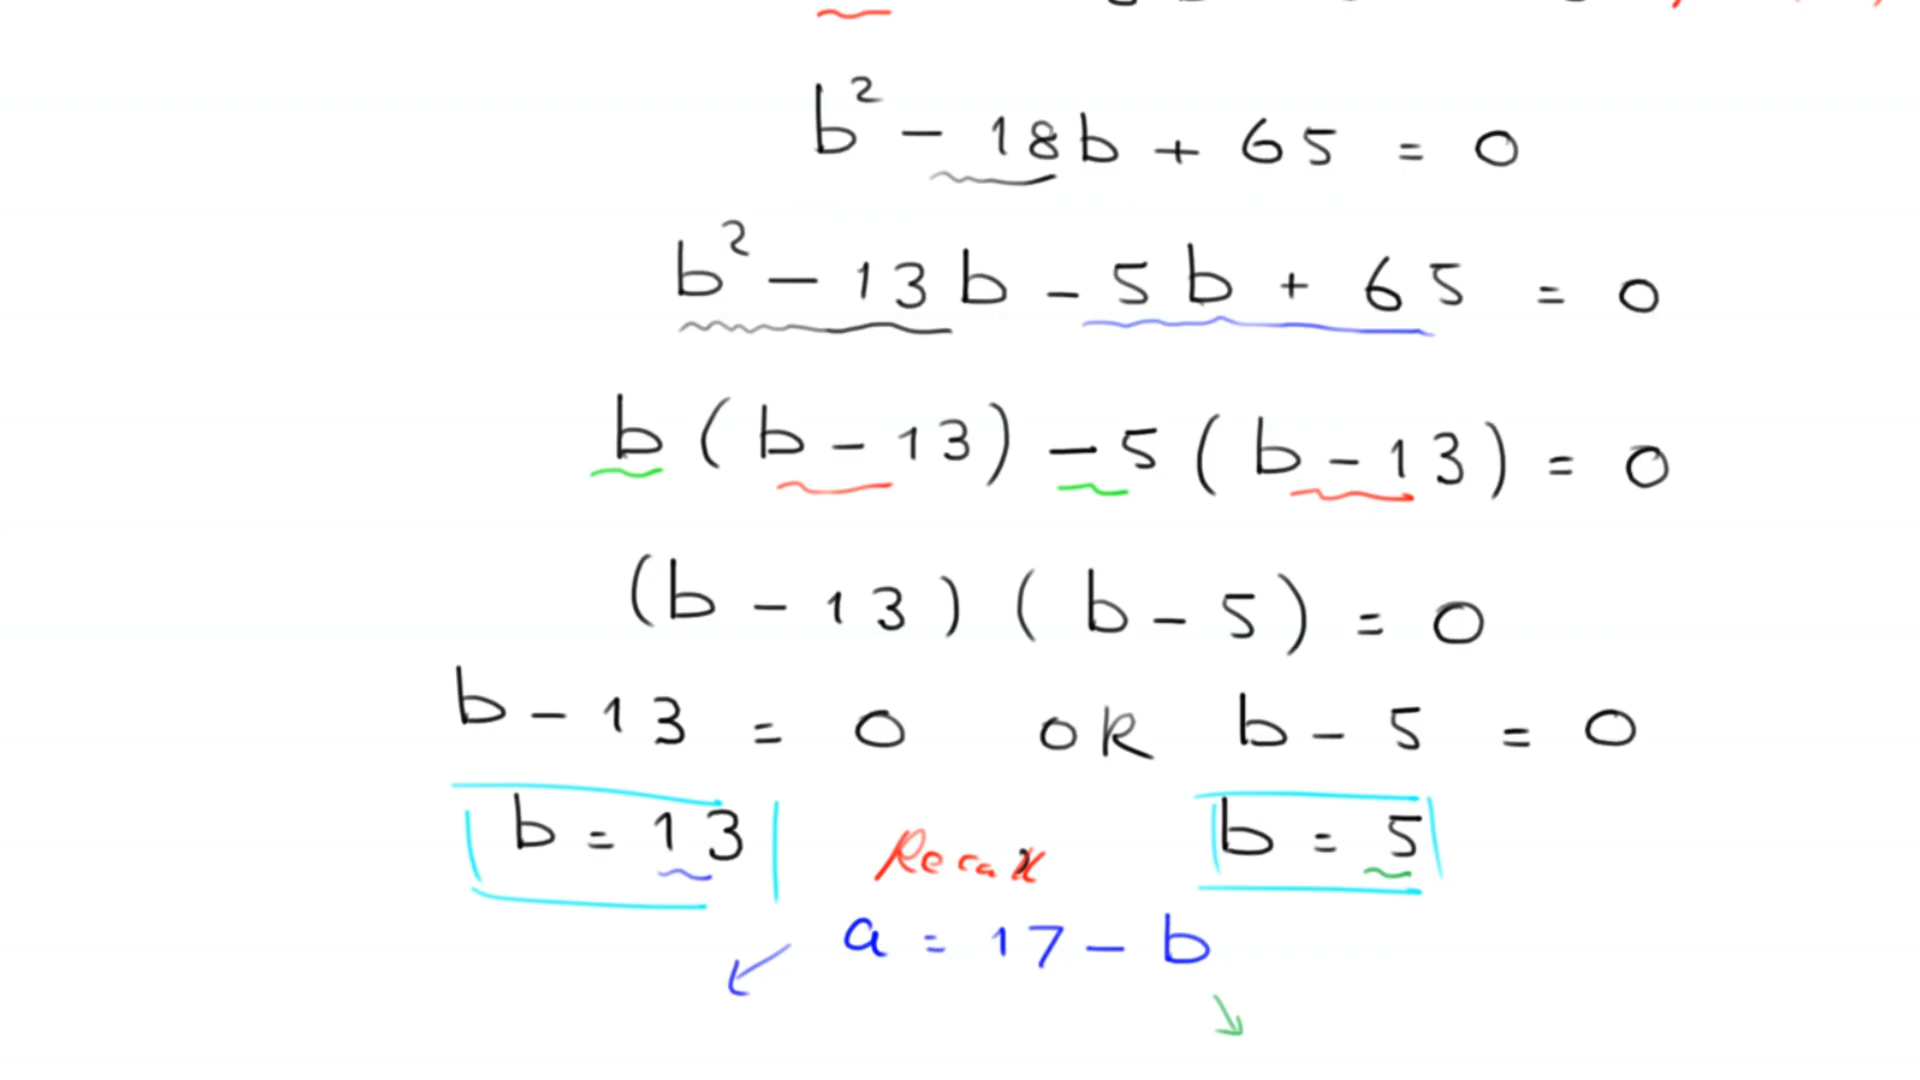 b² - 18b + 65 = 0
b² - 13b - 5b + 65 = 0
b(b - 13) - 5(b - 13) = 0
(b - 13)(b - 5) = 0
b - 13 = 0 OR b - 5 = 0
b = 13 b = 5
a = 17 - b